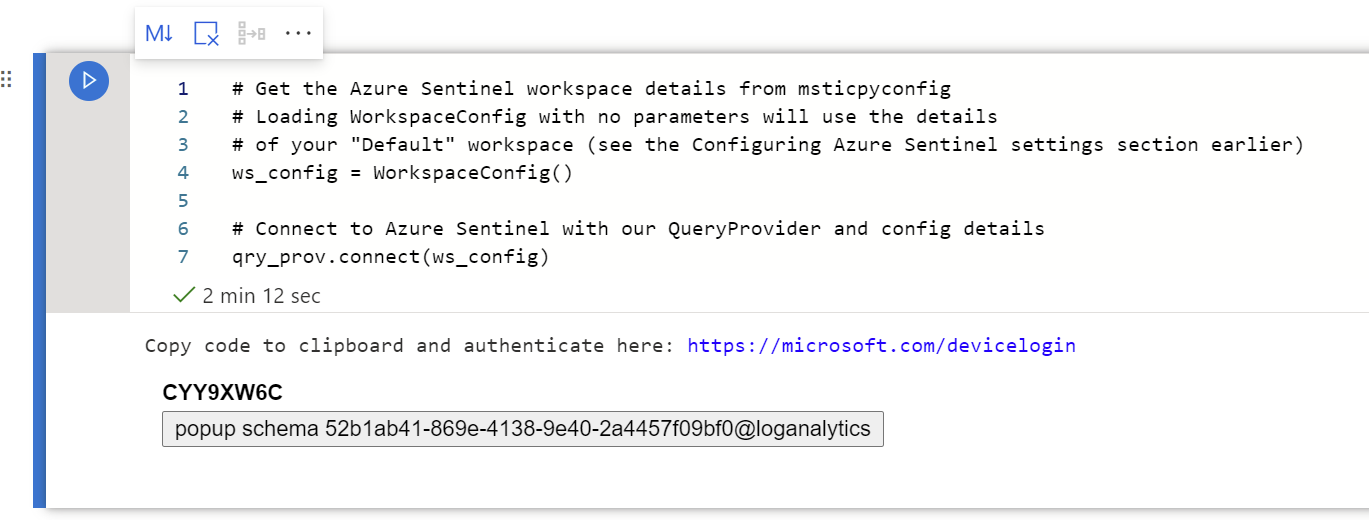 M↓
1 # Get the Azure Sentinel workspace details from msticpyconfig
2 # Loading WorkspaceConfig with no parameters will use the details
3 # of your "Default" workspace (see the Configuring Azure Sentinel settings section earlier)
4 ws_config = WorkspaceConfig()
5
6 # Connect to Azure Sentinel with our QueryProvider and config details
7 qry_prov.connect(ws_config)
2 min 12 sec
Copy code to clipboard and authenticate here: https://microsoft.com/devicelogin
CYY9XW6C
popup schema 52b1ab41-869e-4138-9e40-2a4457f09bf0@loganalytics